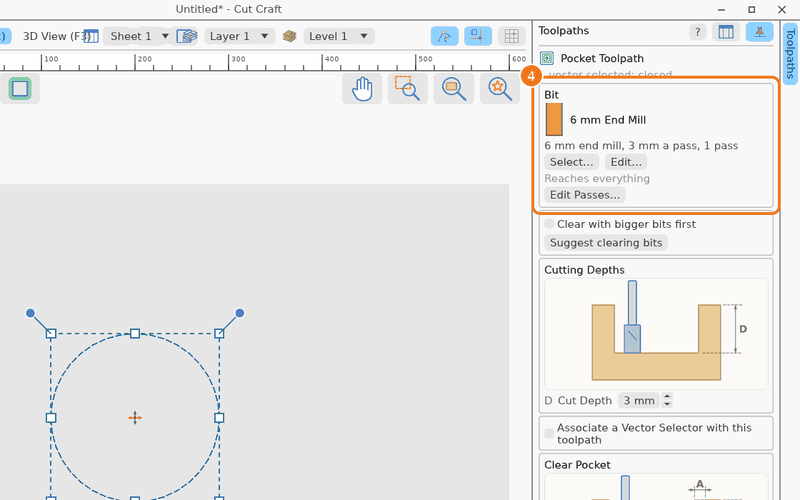 Untitled* - Cut Craft
3D View (F3)
Sheet 1
Layer 1
Level 1
Toolpaths
?
Toolpaths
100
200
300
400
500
600
Pocket Toolpath
vector selected: closed
4
Bit
6 mm End Mill
6 mm end mill, 3 mm a pass, 1 pass
Select... Edit...
Reaches everything
Edit Passes...
Clear with bigger bits first
Suggest clearing bits
Cutting Depths
D
D Cut Depth 3 mm
Associate a Vector Selector with this
toolpath
Clear Pocket
A